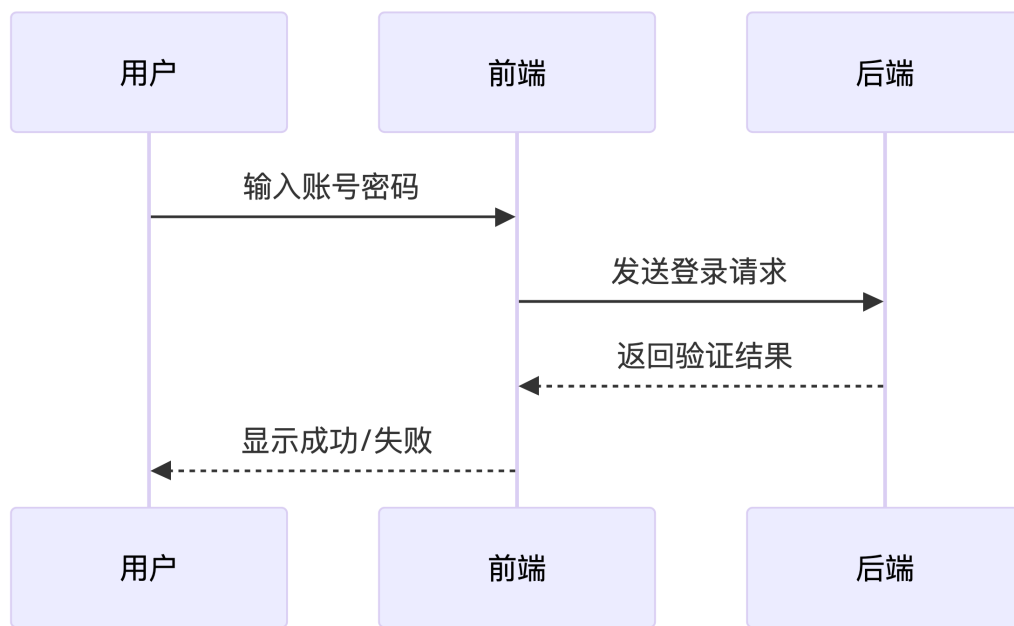 用户 前端 后端
输入账号密码
发送登录请求
返回验证结果
显示成功/失败
用户 前端 后端